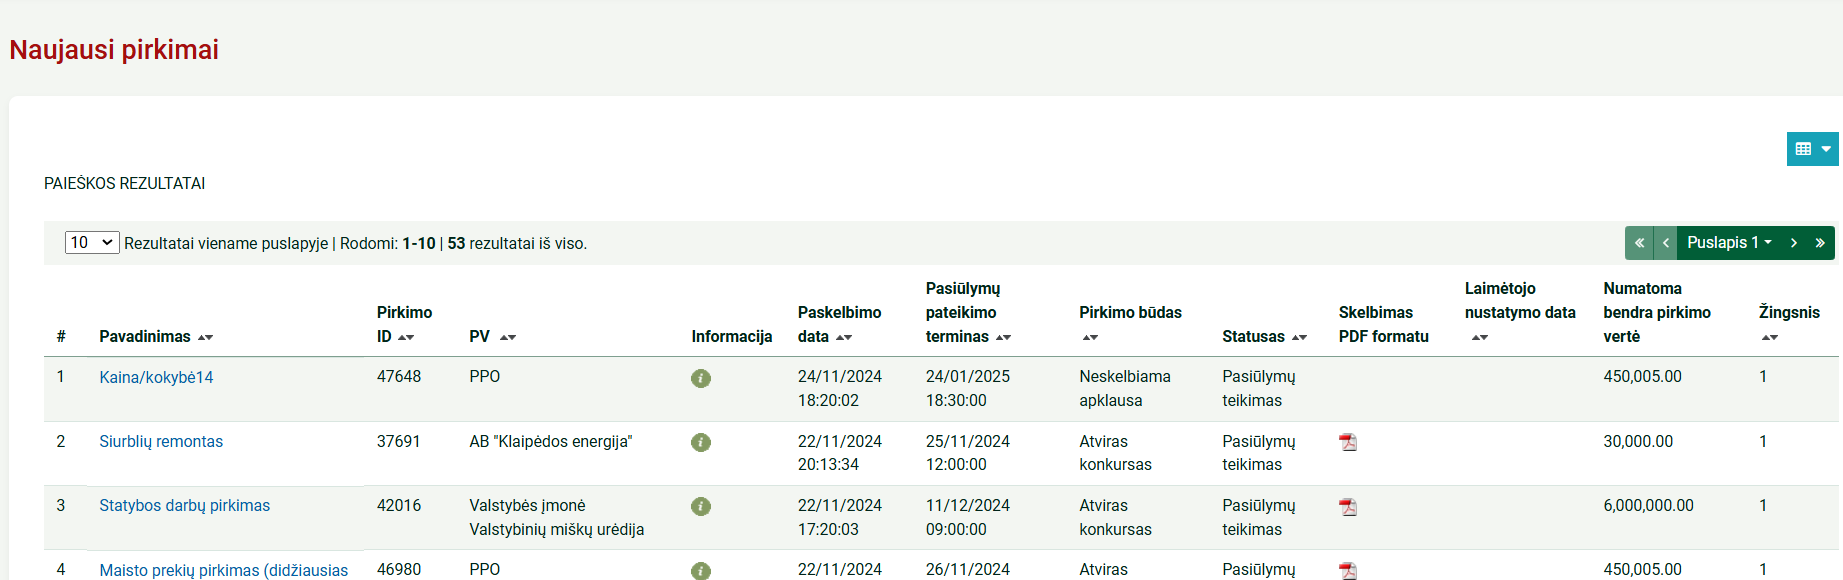 Naujausi pirkimai
PAIEŠKOS REZULTATAI
10 Rezultatai viename puslapyje | Rodomi: 1-10 | 53 rezultatai iš viso.
« ‹ Puslapis 1 › »
# Pavadinimas Pirkimo ID PV Informacija Paskelbimo data Pasiūlymų pateikimo terminas Pirkimo būdas Statusas Skelbimas PDF formatu Laimėtojo nustatymo data Numatoma bendra pirkimo vertė Žingsnis
1 Kaina/kokybė14 47648 PPO 24/11/2024 24/01/2025 Neskelbiama Pasiūlymų 450,005.00 1
18:20:02 18:30:00 apklausa teikimas
2 Siurblių remontas 37691 AB "Klaipėdos energija" 22/11/2024 25/11/2024 Atviras Pasiūlymų 30,000.00 1
20:13:34 12:00:00 konkursas teikimas
3 Statybos darbų pirkimas 42016 Valstybės įmonė 22/11/2024 11/12/2024 Atviras Pasiūlymų 6,000,000.00 1
Valstybinių miškų urėdija 17:20:03 09:00:00 konkursas teikimas
4 Maisto prekių pirkimas (didžiausias 46980 PPO 22/11/2024 26/11/2024 Atviras Pasiūlymų 450,005.00 1